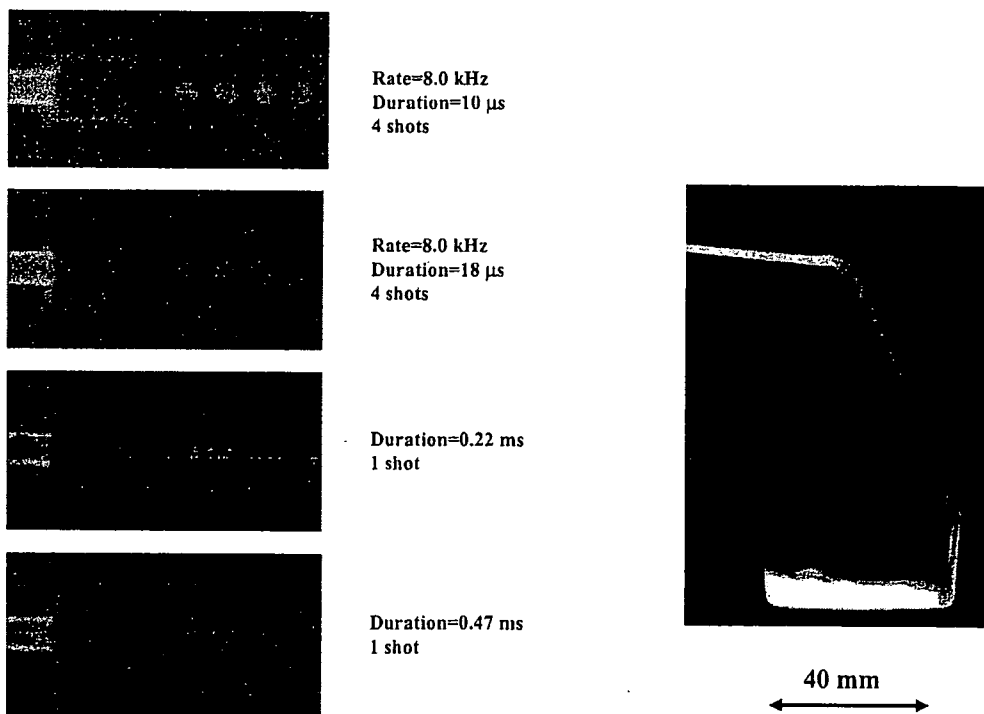 Rate=8.0 kHz
Duration=10 μs
4 shots
Rate=8.0 kHz
Duration=18 μs
4 shots
Duration=0.22 ms
1 shot
Duration=0.47 ms
1 shot
40 mm